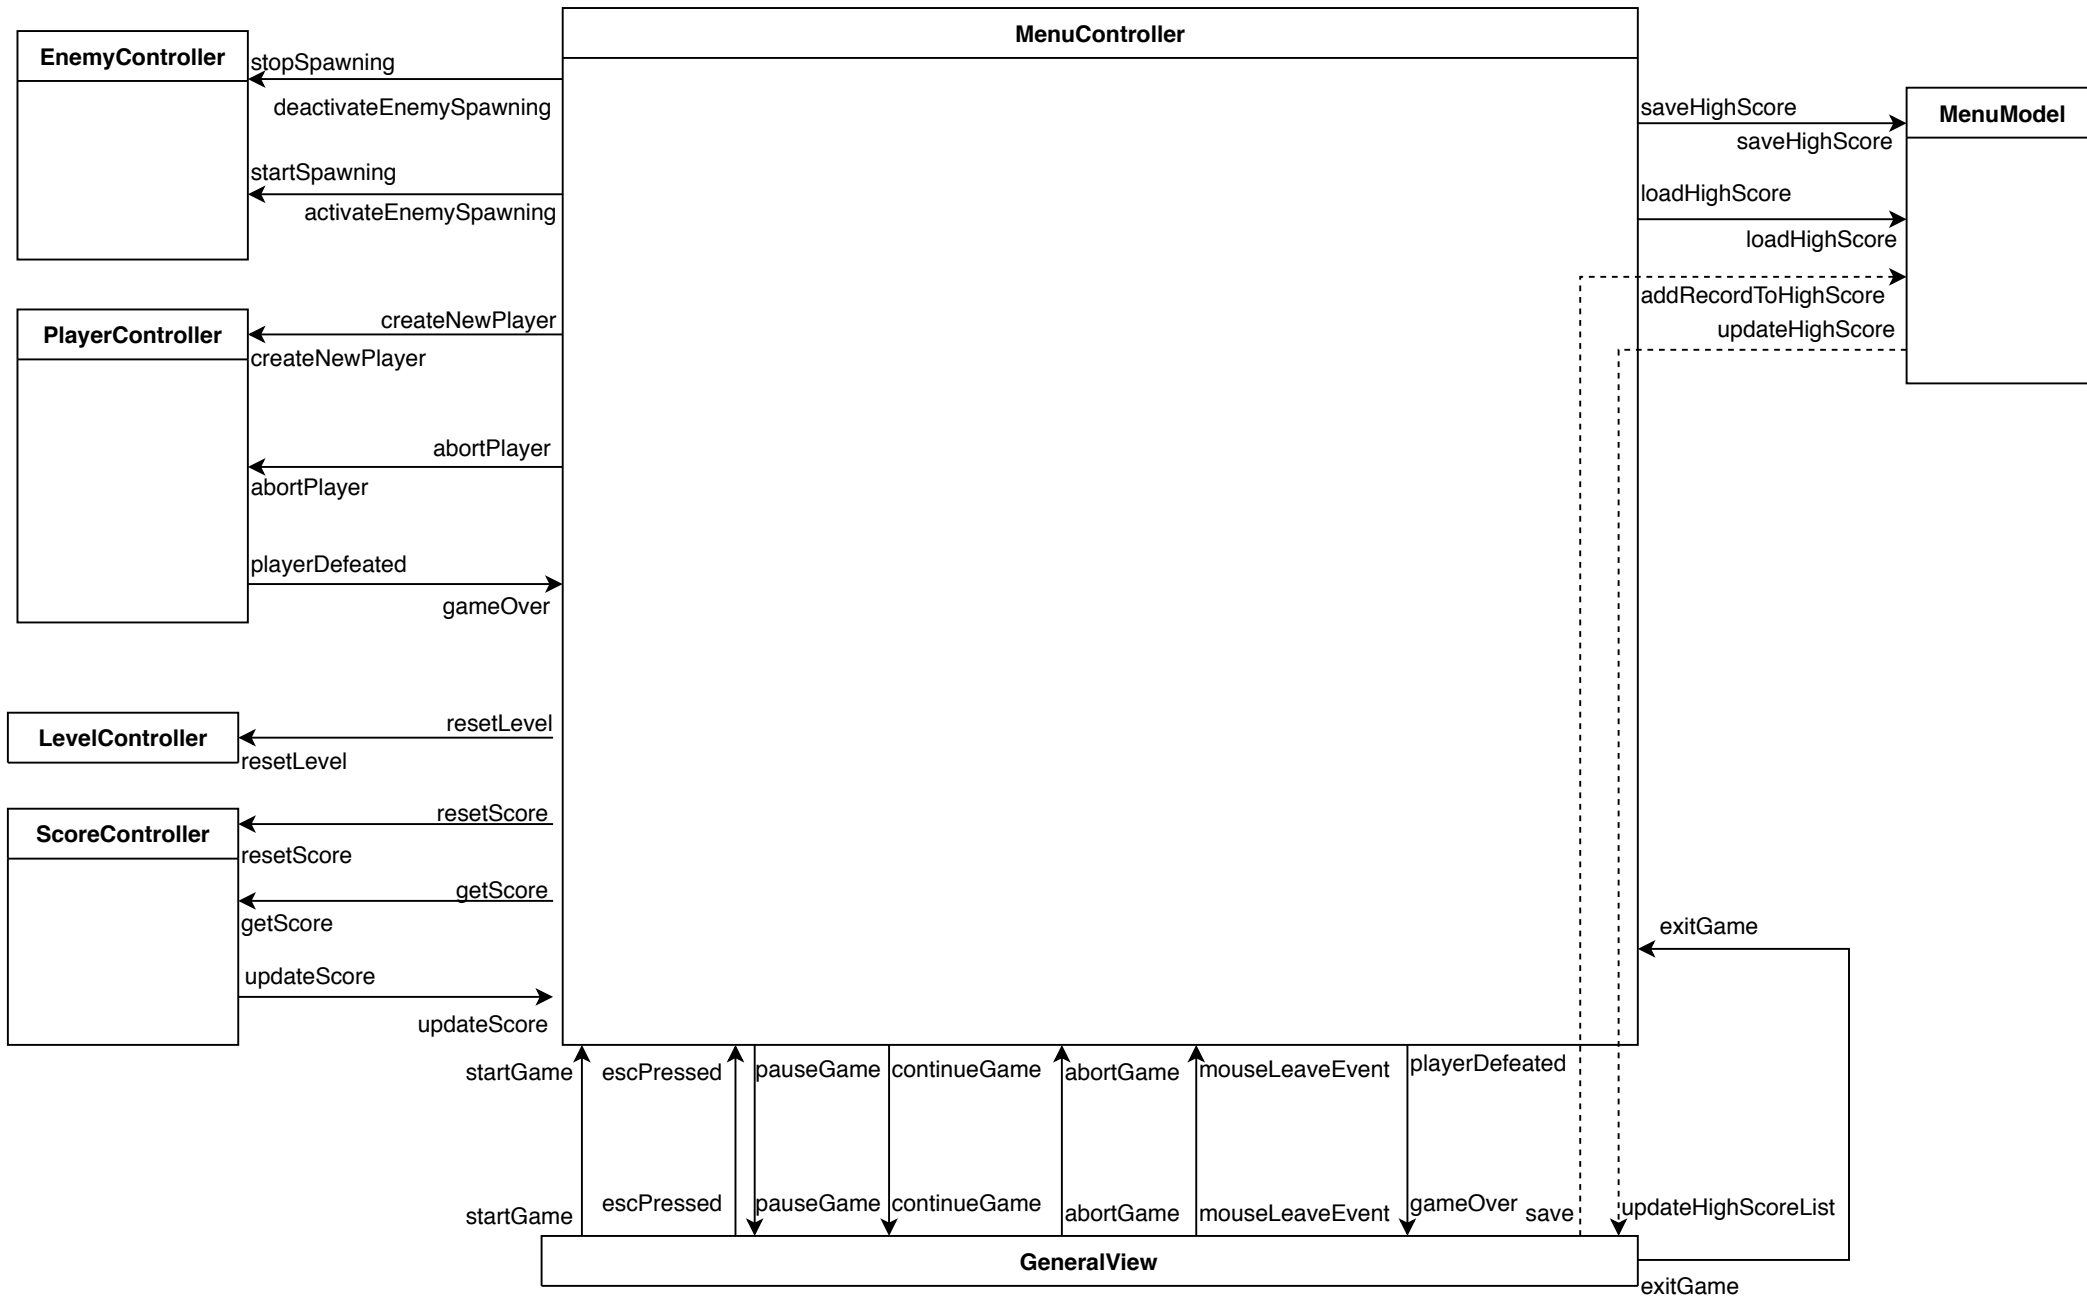 MenuController
EnemyController
stopSpawning
deactivateEnemySpawning
startSpawning
activateEnemySpawning
saveHighScore
saveHighScore
MenuModel
loadHighScore
loadHighScore
addRecordToHighScore
updateHighScore
PlayerController
createNewPlayer
createNewPlayer
abortPlayer
abortPlayer
playerDefeated
gameOver
LevelController
resetLevel
resetLevel
ScoreController
resetScore
resetScore
getScore
getScore
updateScore
updateScore
exitGame
startGame
escPressed
pauseGame
continueGame
abortGame
mouseLeaveEvent
playerDefeated
startGame
escPressed
pauseGame
continueGame
abortGame
mouseLeaveEvent
gameOver
save
updateHighScoreList
GeneralView
exitGame